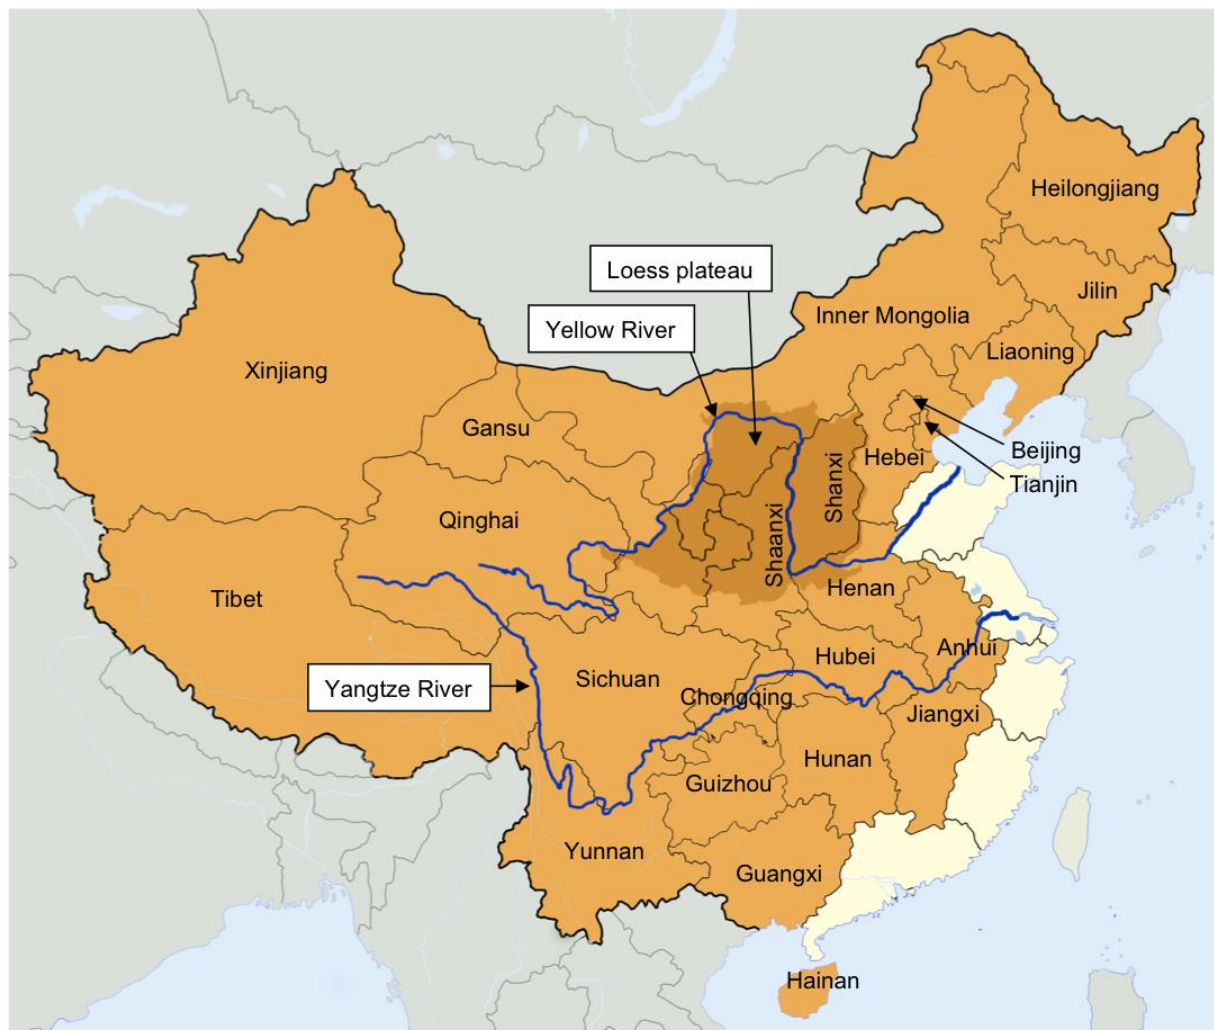 Heilongjiang
Loess plateau
Jilin
Inner Mongolia
Yellow River
Liaoning
Xinjiang
Gansu
Beijing
Hebei
Tianjin
Shanxi
Qinghai
Shaanxi
Henan
Tibet
Anhui
Hubei
Sichuan
Yangtze River
Chongqing
Jiangxi
Hunan
Guizhou
Yunnan
Guangxi
Hainan